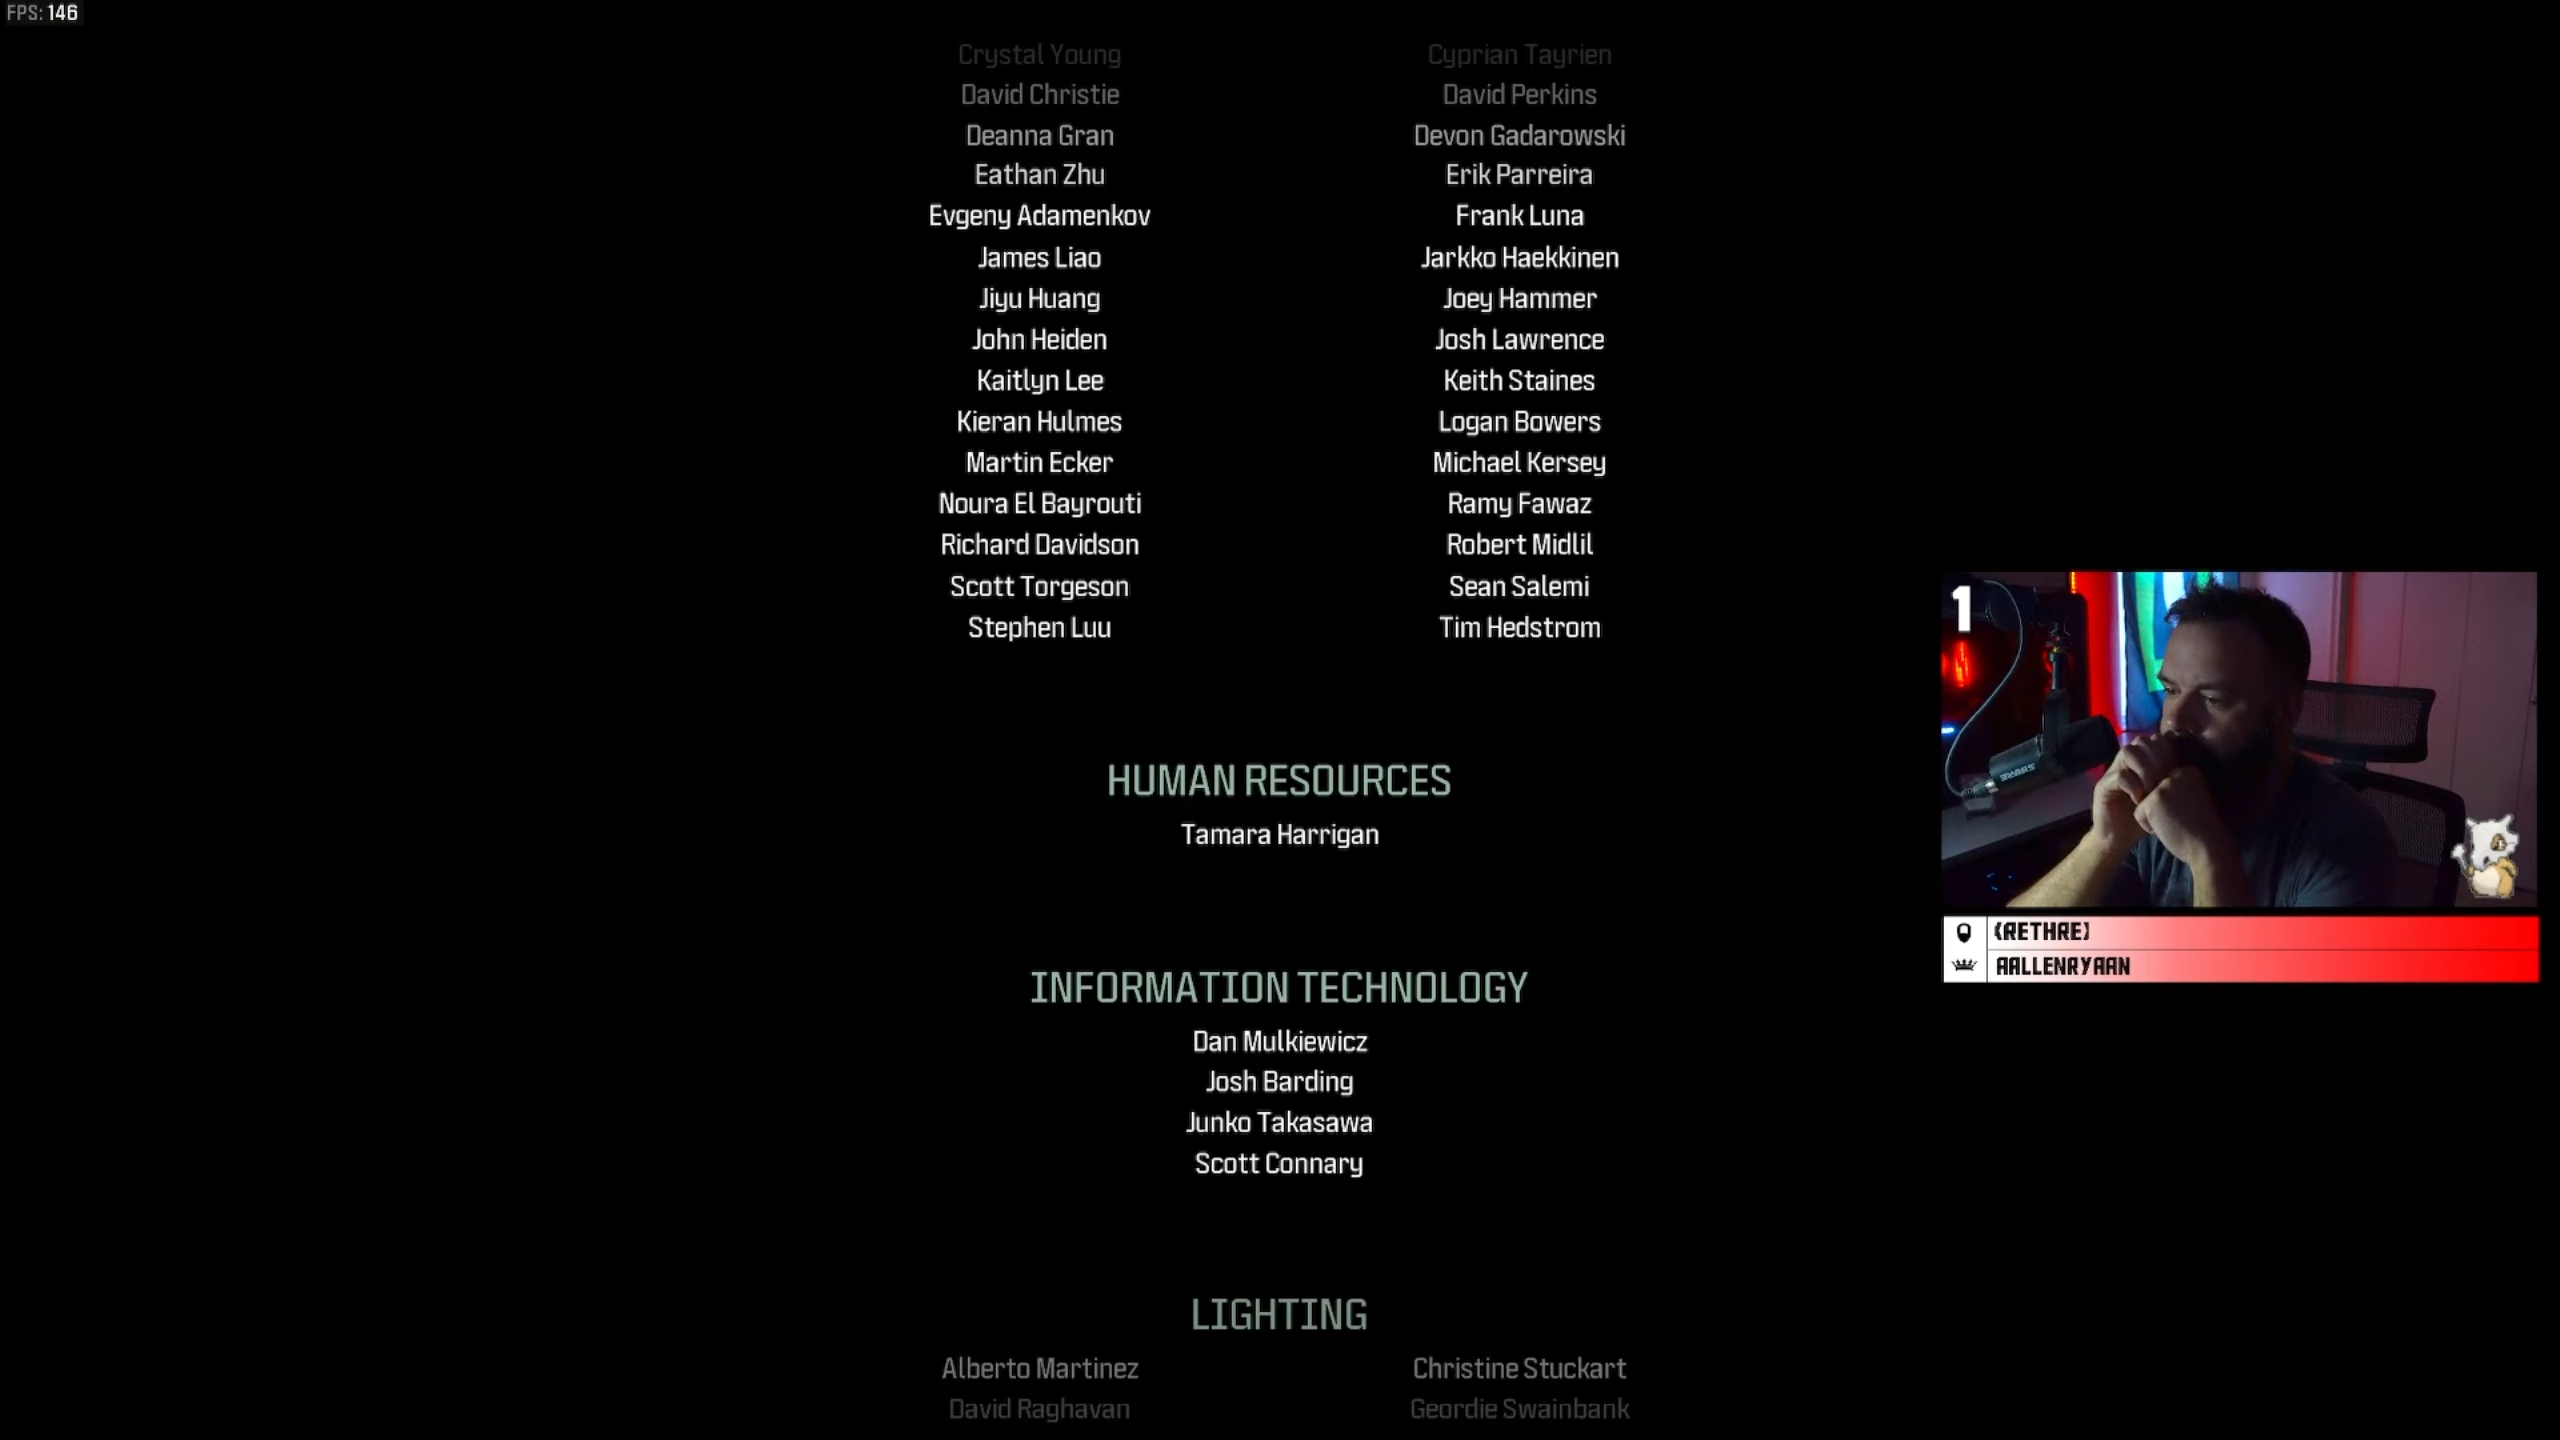 FPS: 146
Crystal Young Cyprian Tayrien
David Christie David Perkins
Deanna Gran Devon Gadarowski
Eathan Zhu Erik Parreira
Evgeny Adamenkov Frank Luna
James Liao Jarkko Haekkinen
Jiyu Huang Joey Hammer
John Heiden Josh Lawrence
Kaitlyn Lee Keith Staines
Kieran Hulmes Logan Bowers
Martin Ecker Michael Kersey
Noura El Bayrouti Ramy Fawaz
Richard Davidson Robert Midlil
Scott Torgeson Sean Salemi
Stephen Luu Tim Hedstrom
HUMAN RESOURCES
Tamara Harrigan
INFORMATION TECHNOLOGY
Dan Mulkiewicz
Josh Barding
Junko Takasawa
Scott Connary
LIGHTING
Alberto Martinez Christine Stuckart
David Raghavan Geordie Swainbank
1
SHURE
(RETHRE)
AALLENRYAAN